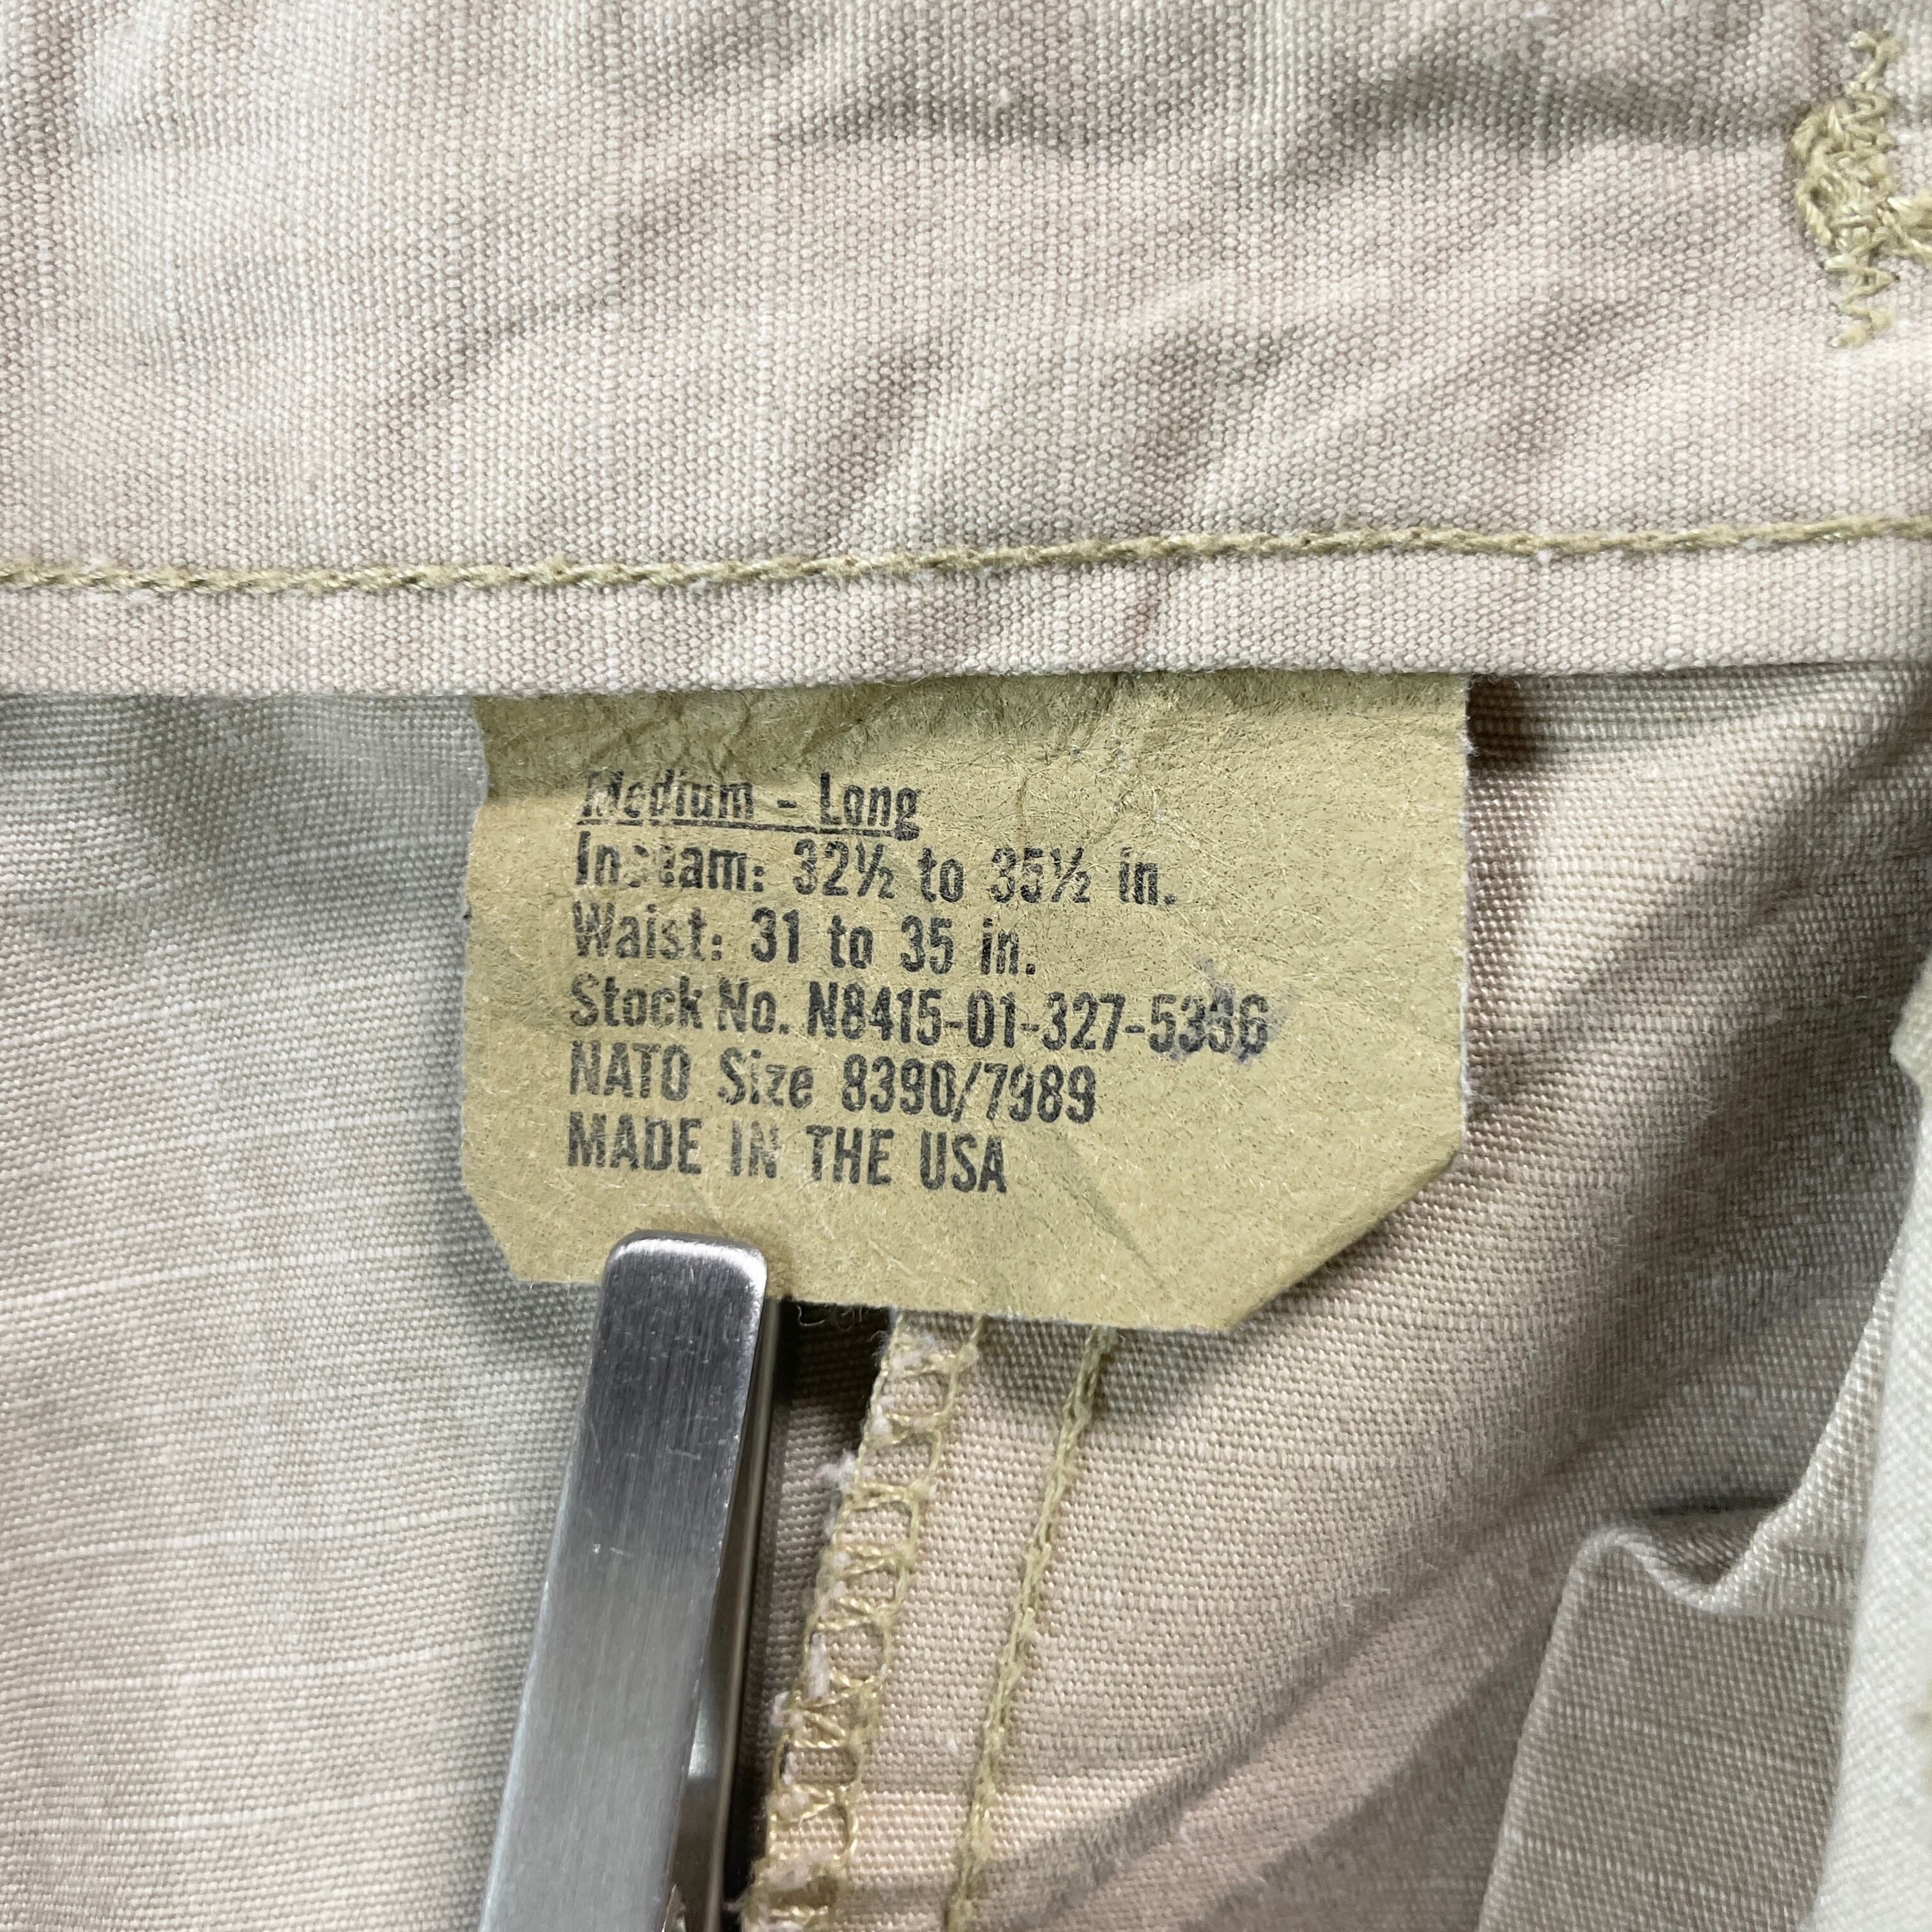 Medium - Long
Inseam: 32½ to 35½ in.
Waist: 31 to 35 in.
Stock No. N8415-01-327-5336
NATO Size 8390/7989
MADE IN THE USA